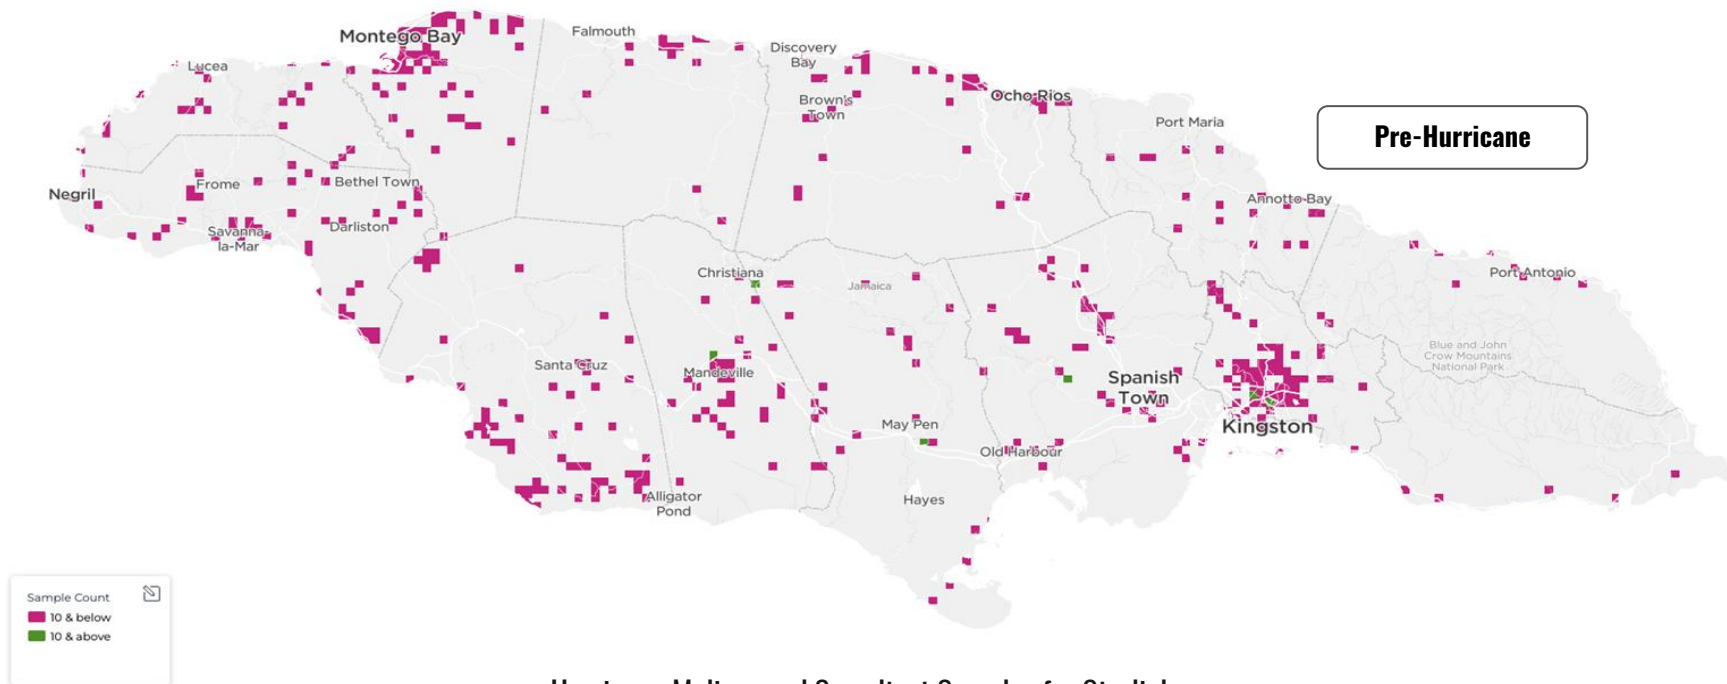 Montego Bay
Falmouth
Discovery
Bay
Lucea
Brown's
Town
Ocho Rios
Port Maria
Pre-Hurricane
Negril
Frome
Bethel Town
Annotto Bay
Savanna-
la-Mar
Darliston
Christiana
Jamaica
Port Antonio
Santa Cruz
Mandeville
Blue and John
Crow Mountains
National Park
Spanish
Town
May Pen
Kingston
Old Harbour
Alligator
Pond
Hayes
Sample Count
10 & below
10 & above